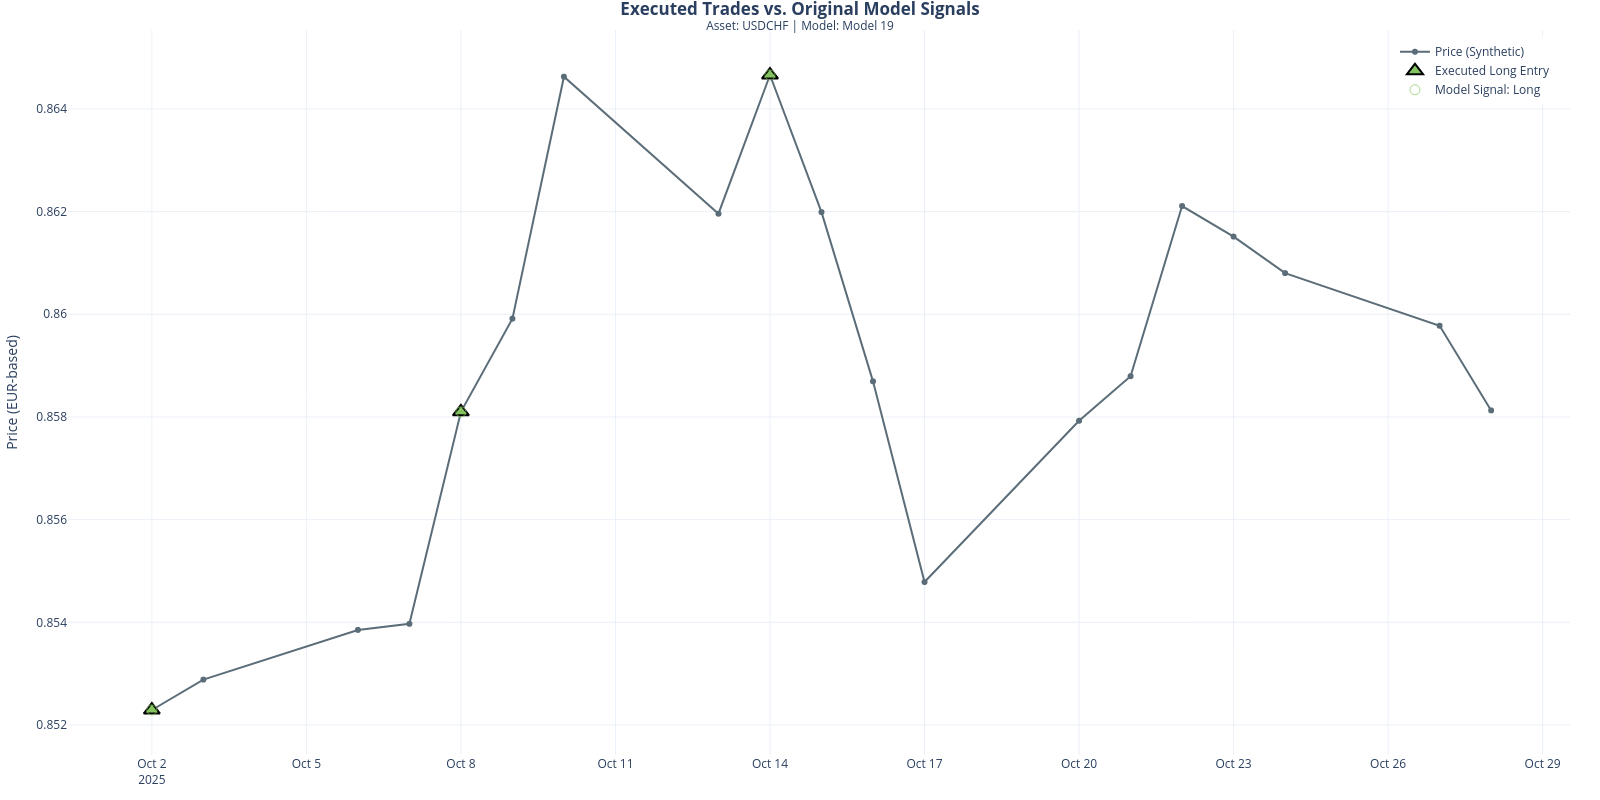 Executed Trades vs. Original Model Signals
Asset: USDCHF | Model: Model 19
Price (Synthetic)
Executed Long Entry
Model Signal: Long
Price (EUR-based)
0.864
0.862
0.86
0.858
0.856
0.854
0.852
Oct 2
2025
Oct 5
Oct 8
Oct 11
Oct 14
Oct 17
Oct 20
Oct 23
Oct 26
Oct 29